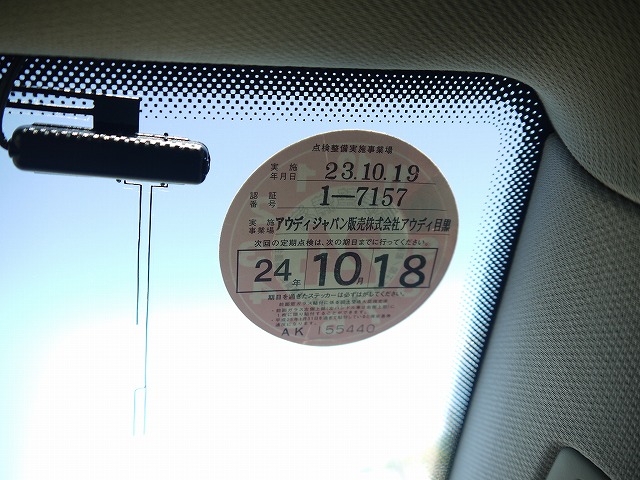 点検整備実施事業場
実施年月日 23.10.19
認証番号 1-7157
実施事業場 アウディジャパン販売株式会社アウディ目黒
次回の定期点検は、次の期日までに行ってください。
24年10月18
期日を過ぎたステッカーは必ずはがしてください。
AK 155440